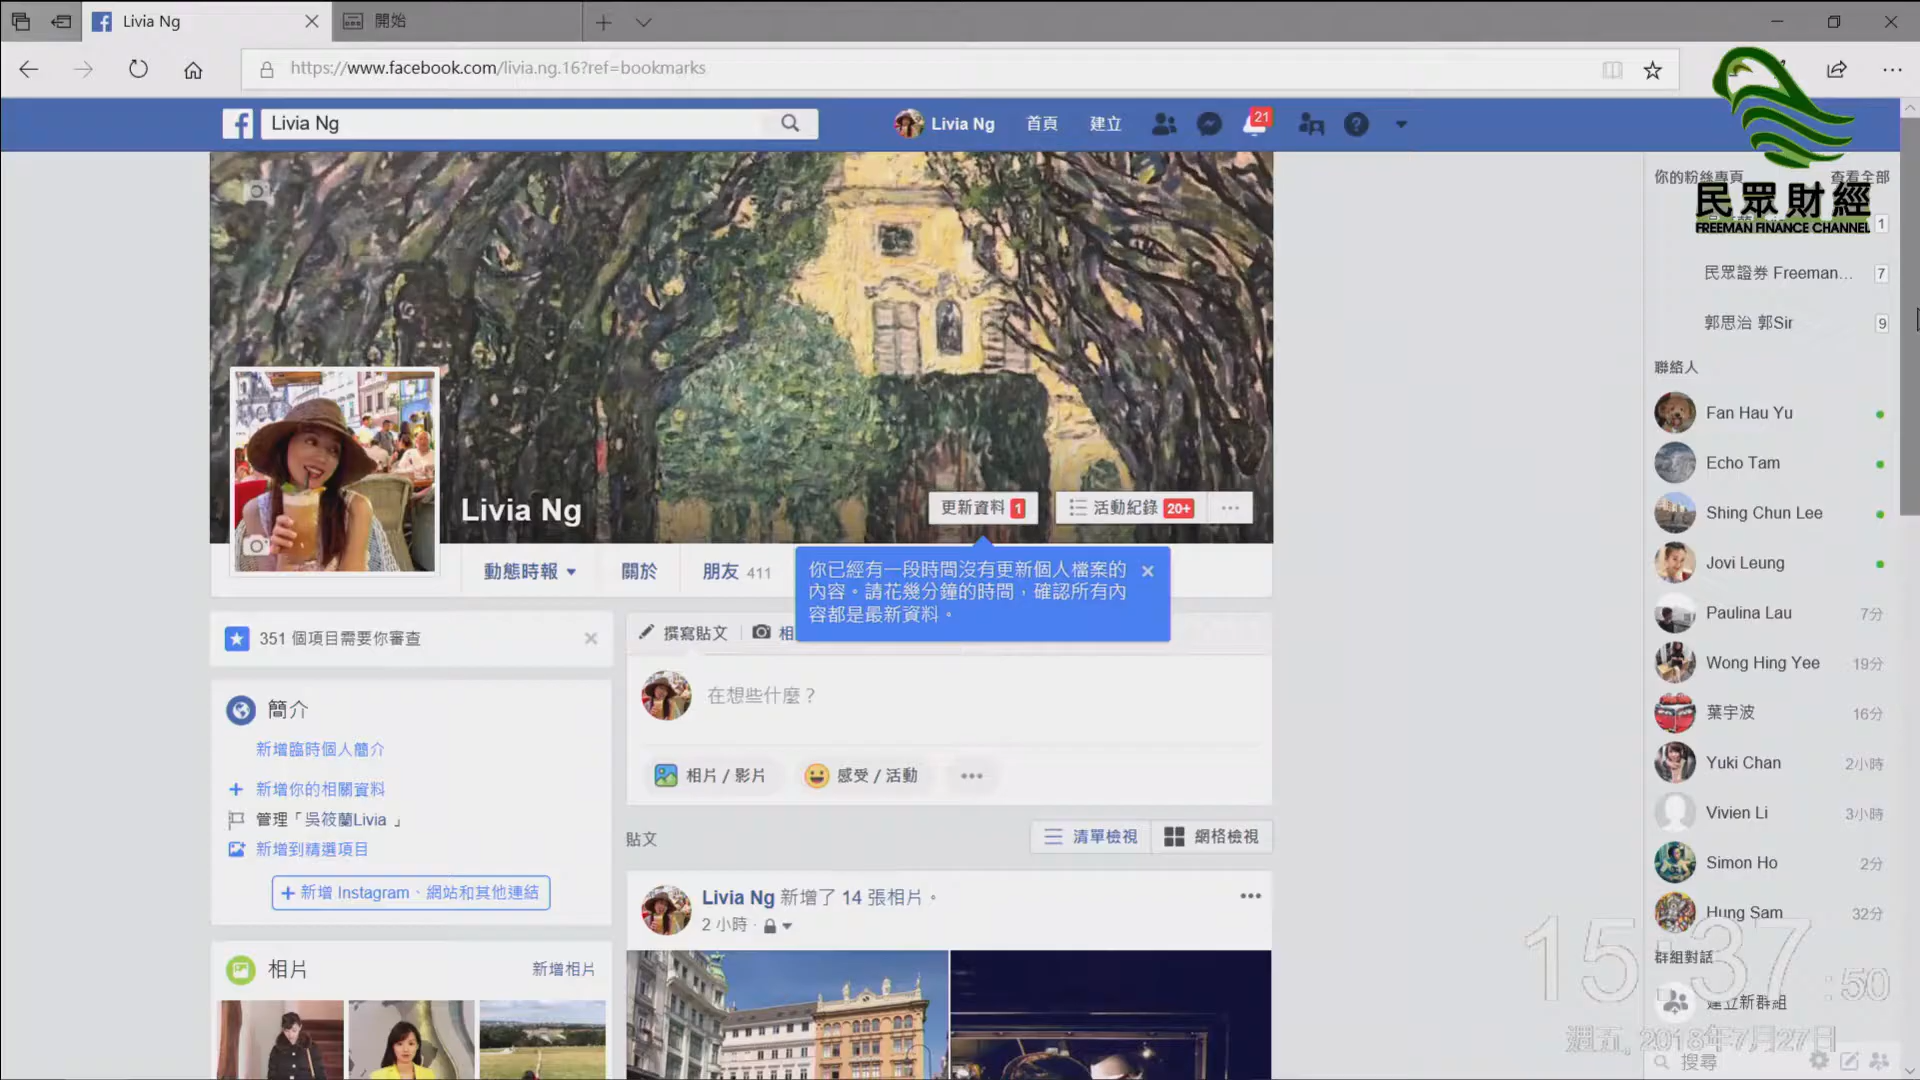 Livia Ng
開始
https://www.facebook.com/livia.ng.16?ref=bookmarks
Livia Ng
Livia Ng
首頁
建立
21
你的粉絲專頁
查看全部
民眾財經
FREEMAN FINANCE CHANNEL
1
民眾證券 Freeman...
7
郭思治 郭Sir
9
聯絡人
Fan Hau Yu
Echo Tam
Shing Chun Lee
Jovi Leung
Paulina Lau
7分
Wong Hing Yee
19分
葉宇波
16分
Yuki Chan
2小時
Vivien Li
3小時
Simon Ho
2分
Hung Sam
32分
群組對話
建立新群組
搜尋
Livia Ng
更新資料 1
活動紀錄 20+
動態時報
關於
朋友 411
你已經有一段時間沒有更新個人檔案的
內容。請花幾分鐘的時間，確認所有內
容都是最新資料。
351 個項目需要你審查
撰寫貼文
相
簡介
在想些什麼？
新增臨時個人簡介
新增你的相關資料
管理「吳筱蘭Livia 」
新增到精選項目
+ 新增 Instagram、網站和其他連結
相片 / 影片
感受 / 活動
貼文
清單檢視
網格檢視
Livia Ng 新增了 14 張相片。
2 小時 ·
相片
新增相片
15:37:50
週五, 2018年7月27日